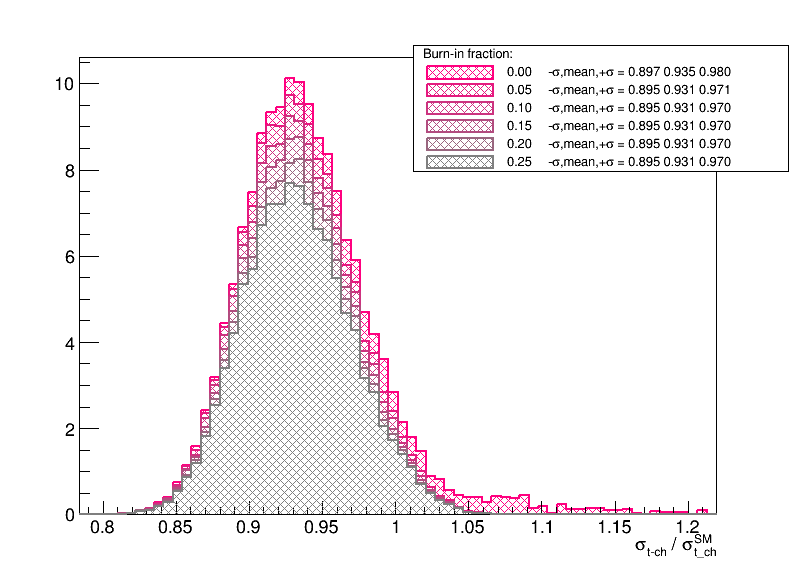 Burn-in fraction:
0.00 -σ,mean,+σ = 0.897 0.935 0.980
0.05 -σ,mean,+σ = 0.895 0.931 0.971
0.10 -σ,mean,+σ = 0.895 0.931 0.970
0.15 -σ,mean,+σ = 0.895 0.931 0.970
0.20 -σ,mean,+σ = 0.895 0.931 0.970
0.25 -σ,mean,+σ = 0.895 0.931 0.970
10
8
6
4
2
0
0.8 0.85 0.9 0.95 1 1.05 1.1 1.15 1.2
σ_t-ch / σ^SM_t_ch